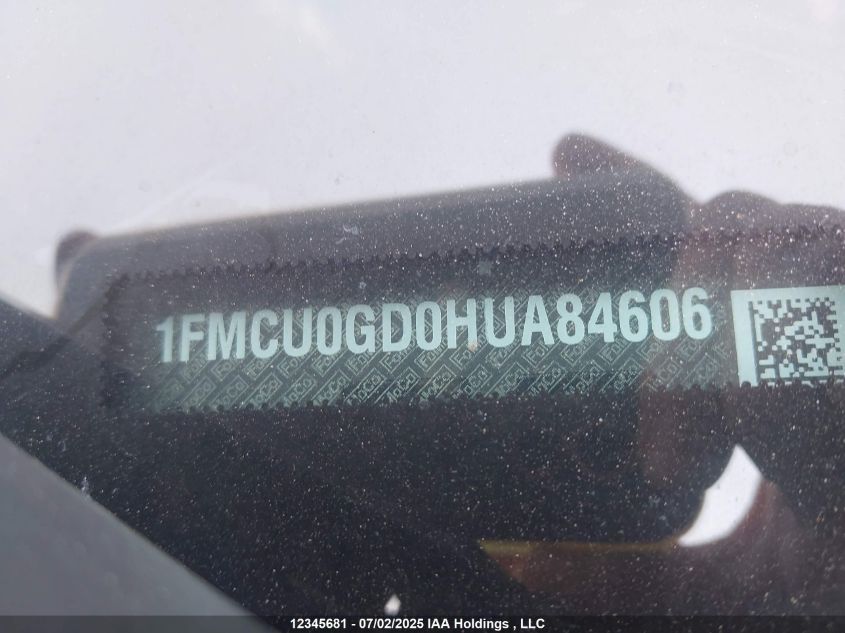 1FMCU0GD0HUA84606
12345681 - 07/02/2025 IAA Holdings , LLC